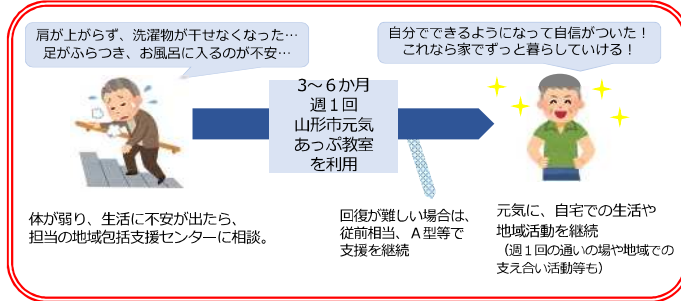 肩が上がらず、洗濯物が干せなくなった…
足がふらつき、お風呂に入るのが不安…
自分でできるようになって自信がついた！
これなら家でずっと暮らしていける！
3～6か月
週1回
山形市元気
あっぷ教室
を利用
体が弱り、生活に不安が出たら、
担当の地域包括支援センターに相談。
回復が難しい場合は、
従前相当、A型等で
支援を継続
元気に、自宅での生活や
地域活動を継続
（週1回の通いの場や地域での
支え合い活動等も）